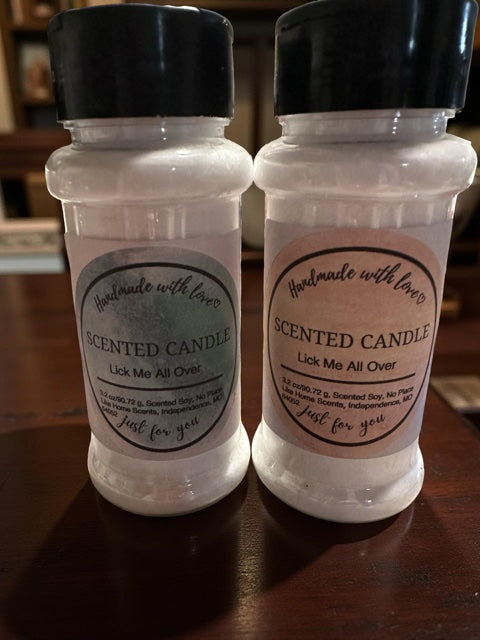 Handmade with love♡
SCENTED CANDLE
Lick Me All Over
3.2 oz/90.72 g, Scented Soy, No Place
Like Home Scents, Independence, MO
64052
Just for you
Handmade with love♡
SCENTED CANDLE
Lick Me All Over
3.2 oz/90.72 g, Scented Soy, No Place
Like Home Scents, Independence, MO
64052
Just for you